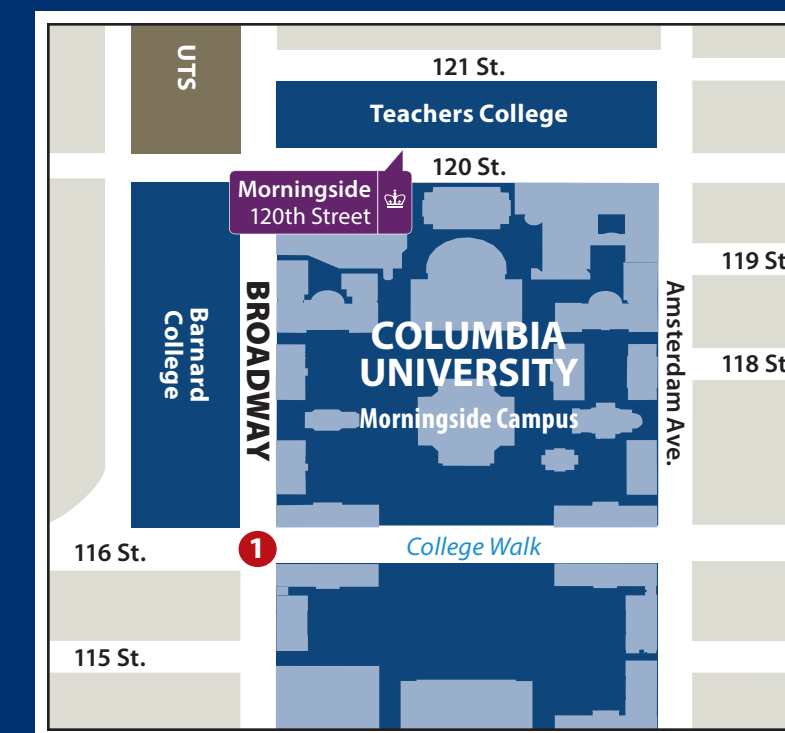 UTS
121 St.
Teachers College
120 St.
Morningside
120th Street
119 St
Barnard
College
BROADWAY
COLUMBIA
UNIVERSITY
Morningside Campus
Amsterdam Ave.
118 St
116 St.
1
College Walk
115 St.